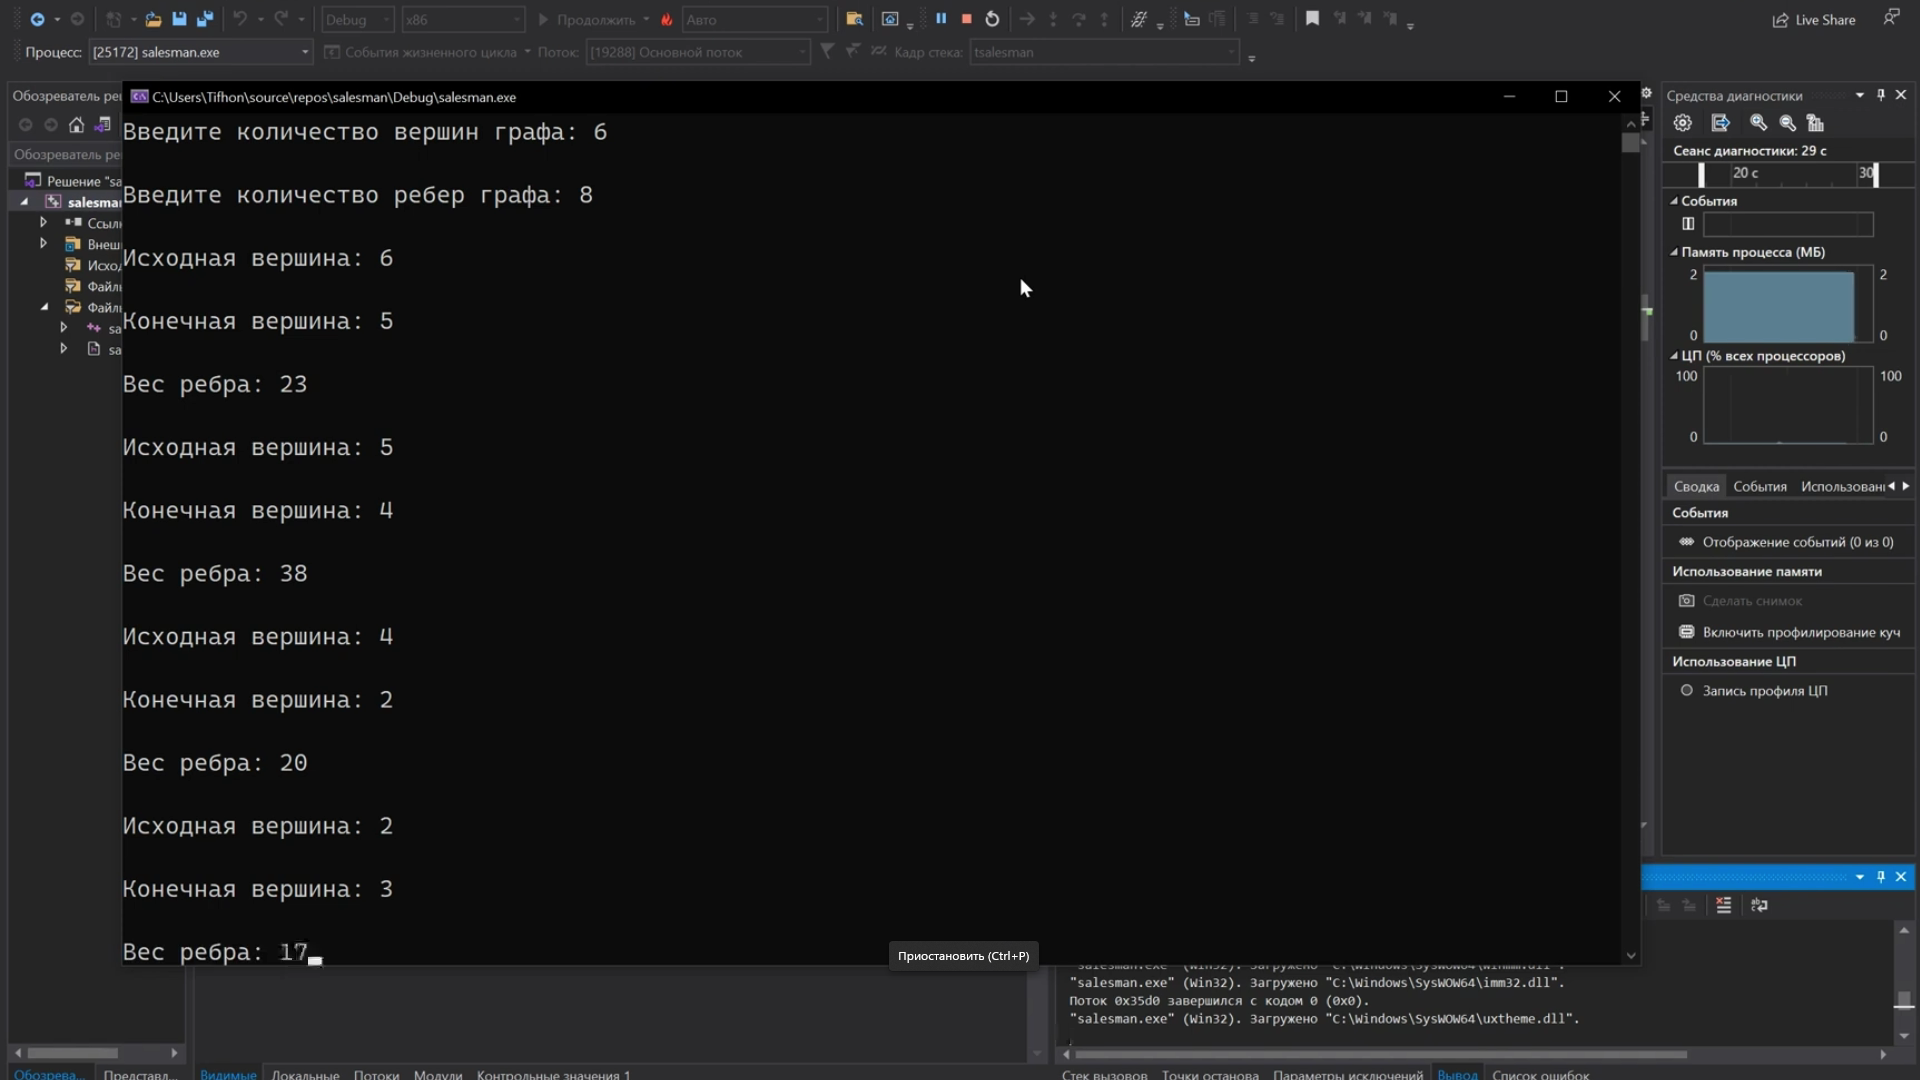 Debug
x86
Продолжить
Авто
Live Share
Процесс:
[25172] salesman.exe
События жизненного цикла
Поток:
[19288] Основной поток
Кадр стека:
tsalesman
Обозреватель ре
C:\Users\Tifhon\source\repos\salesman\Debug\salesman.exe
Обозреватель ре
Решение "sa
salesman
Ссыл
Внеш
Исхо
Файл
Файл
sa
sa
Введите количество вершин графа: 6
Введите количество ребер графа: 8
Исходная вершина: 6
Конечная вершина: 5
Вес ребра: 23
Исходная вершина: 5
Конечная вершина: 4
Вес ребра: 38
Исходная вершина: 4
Конечная вершина: 2
Вес ребра: 20
Исходная вершина: 2
Конечная вершина: 3
Вес ребра: 17
Приостановить (Ctrl+P)
Средства диагностики
Сеанс диагностики: 29 с
20 с
30
События
Память процесса (МБ)
2 2
0 0
ЦП (% всех процессоров)
100 100
0 0
Сводка События Использован
События
Отображение событий (0 из 0)
Использование памяти
Сделать снимок
Включить профилирование куч
Использование ЦП
Запись профиля ЦП
"salesman.exe" (Win32). Загружено "C:\Windows\SysWOW64\imm32.dll".
Поток 0x35d0 завершился с кодом 0 (0x0).
"salesman.exe" (Win32). Загружено "C:\Windows\SysWOW64\uxtheme.dll".
Обозрева...
Представл...
Видимые
Локальные
Потоки
Модули
Контрольные значения 1
Стек вызовов
Точки останова
Параметры исключений
Вывод
Список ошибок